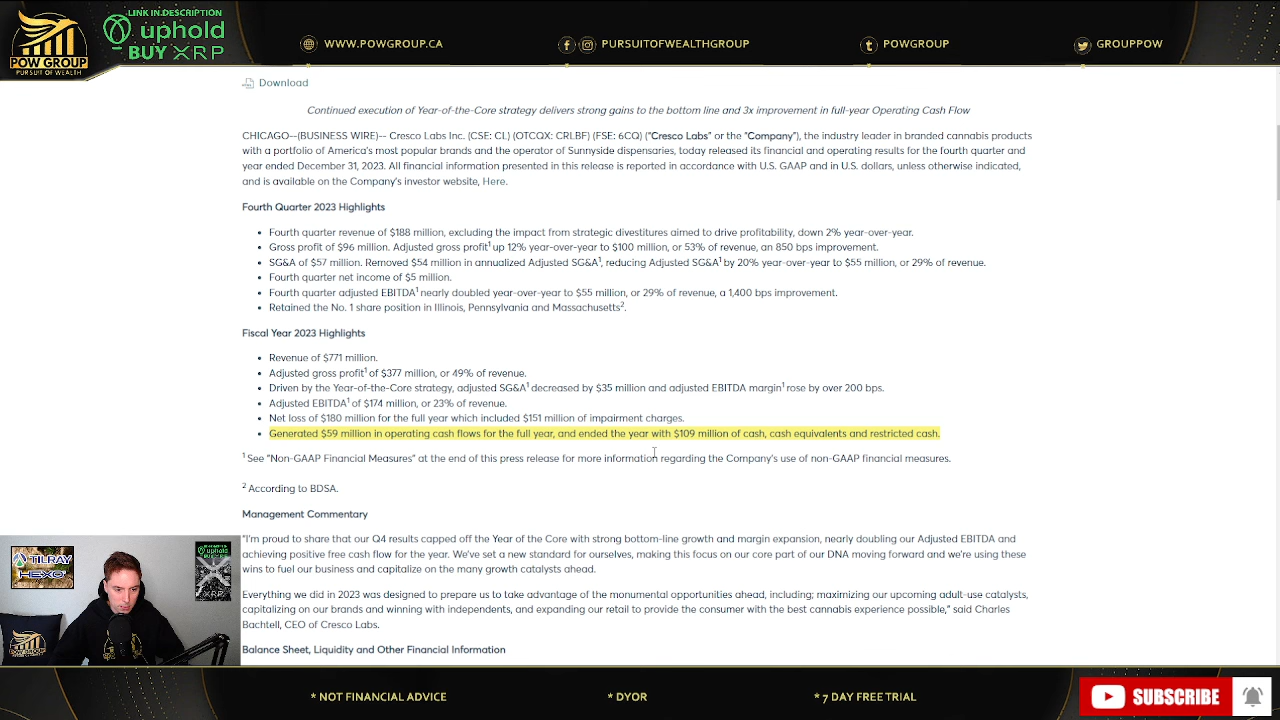 LINK IN DESCRIPTION
uphold
BUY XRP
POW GROUP
PURSUIT OF WEALTH
WWW.POWGROUP.CA
PURSUITOFWEALTHGROUP
POWGROUP
GROUPPOW
Download
Continued execution of Year-of-the-Core strategy delivers strong gains to the bottom line and 3x improvement in full-year Operating Cash Flow
CHICAGO--(BUSINESS WIRE)-- Cresco Labs Inc. (CSE: CL) (OTCQX: CRLBF) (FSE: 6CQ) (“Cresco Labs” or the “Company”), the industry leader in branded cannabis products
with a portfolio of America’s most popular brands and the operator of Sunnyside dispensaries, today released its financial and operating results for the fourth quarter and
year ended December 31, 2023. All financial information presented in this release is reported in accordance with U.S. GAAP and in U.S. dollars, unless otherwise indicated,
and is available on the Company’s investor website, Here.
Fourth Quarter 2023 Highlights
• Fourth quarter revenue of $188 million, excluding the impact from strategic divestitures aimed to drive profitability, down 2% year-over-year.
• Gross profit of $96 million. Adjusted gross profit1 up 12% year-over-year to $100 million, or 53% of revenue, an 850 bps improvement.
• SG&A of $57 million. Removed $54 million in annualized Adjusted SG&A1, reducing Adjusted SG&A1 by 20% year-over-year to $55 million, or 29% of revenue.
• Fourth quarter net income of $5 million.
• Fourth quarter adjusted EBITDA1 nearly doubled year-over-year to $55 million, or 29% of revenue, a 1,400 bps improvement.
• Retained the No. 1 share position in Illinois, Pennsylvania and Massachusetts2.
Fiscal Year 2023 Highlights
• Revenue of $771 million.
• Adjusted gross profit1 of $377 million, or 49% of revenue.
• Driven by the Year-of-the-Core strategy, adjusted SG&A1 decreased by $35 million and adjusted EBITDA margin1 rose by over 200 bps.
• Adjusted EBITDA1 of $174 million, or 23% of revenue.
• Net loss of $180 million for the full year which included $151 million of impairment charges.
• Generated $59 million in operating cash flows for the full year, and ended the year with $109 million of cash, cash equivalents and restricted cash.
1 See "Non-GAAP Financial Measures" at the end of this press release for more information regarding the Company's use of non-GAAP financial measures.
2 According to BDSA.
Management Commentary
“I’m proud to share that our Q4 results capped off the Year of the Core with strong bottom-line growth and margin expansion, nearly doubling our Adjusted EBITDA and
achieving positive free cash flow for the year. We’ve set a new standard for ourselves, making this focus on our core part of our DNA moving forward and we’re using these
wins to fuel our business and capitalize on the many growth catalysts ahead.
Everything we did in 2023 was designed to prepare us to take advantage of the monumental opportunities ahead, including; maximizing our upcoming adult-use catalysts,
capitalizing on our brands and winning with independents, and expanding our retail to provide the consumer with the best cannabis experience possible,” said Charles
Bachtell, CEO of Cresco Labs.
Balance Sheet, Liquidity and Other Financial Information
TILRAY
HEXO
uphold
* NOT FINANCIAL ADVICE
* DYOR
* 7 DAY FREE TRIAL
SUBSCRIBE